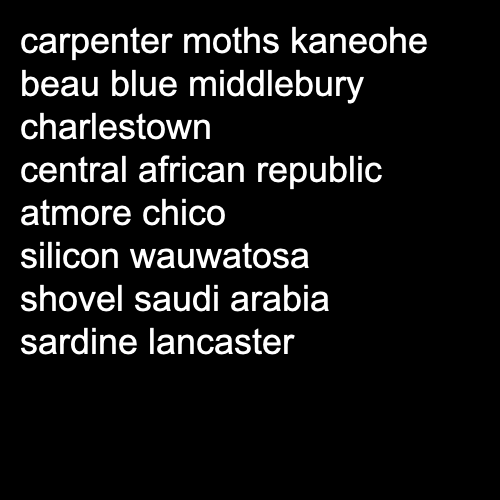 carpenter moths kaneohe
beau blue middlebury
charlestown
central african republic
atmore chico
silicon wauwatosa
shovel saudi arabia
sardine lancaster